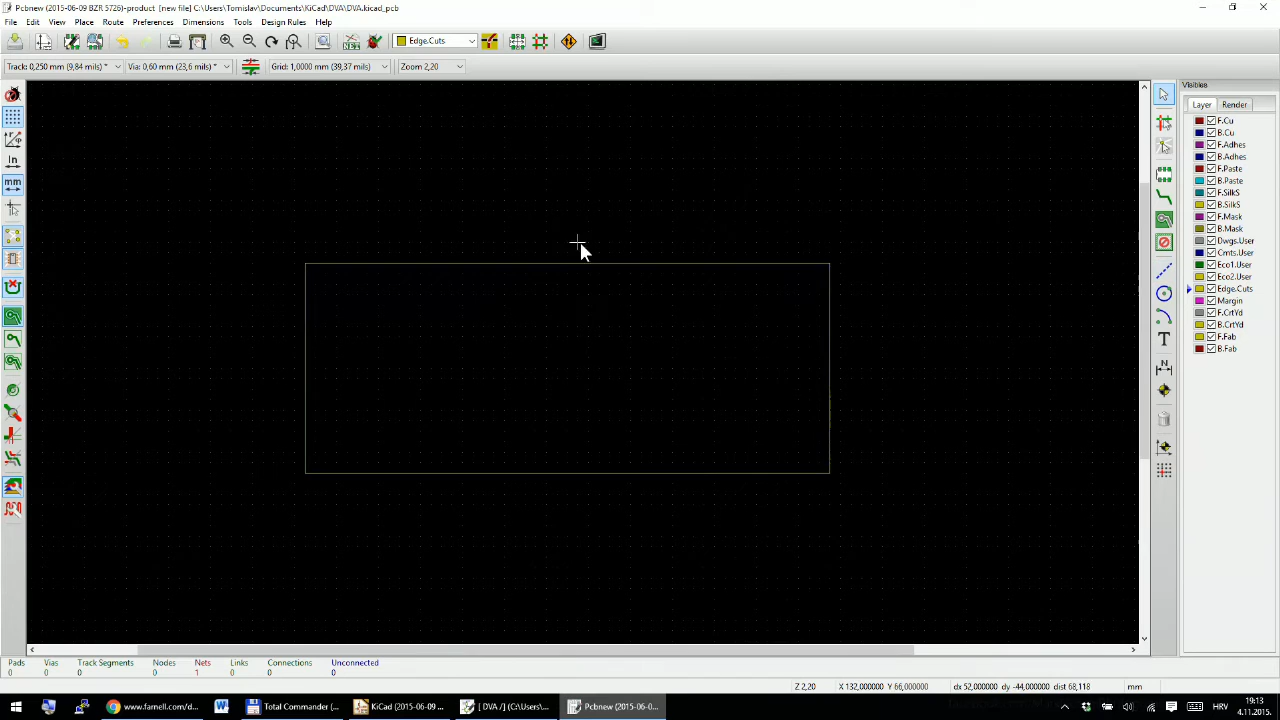 Pcbnew (2015-06-09 BZR 5726)-product [new file] C:\Users\Tomislav\Documents\KiCad\DVA\DVA.kicad_pcb
File Edit View Place Route Preferences Dimensions Tools Design Rules Help
NET
Edge.Cuts
Track: 0,250 mm (9,84 mils) * Via: 0,60 mm (23,6 mils) * Grid: 1,0000 mm (39,37 mils) Zoom 2,20
Visibles
Layer Render
F.Cu
B.Cu
F.Adhes
B.Adhes
F.Paste
B.Paste
F.SilkS
B.SilkS
F.Mask
B.Mask
Dwgs.User
Cmts.User
Eco1.User
Eco2.User
Edge.Cuts
Margin
F.CrtYd
B.CrtYd
F.Fab
B.Fab
In
mm
T
N
Pads Vias Track Segments Nodes Nets Links Connections Unconnected
0 0 0 0 1 0 0 0
Z 2,20 X 132,000000 Y 66,000000 dx 52,000000 dy -44,000000 dist 68,118 mm
www.farnell.com/d... Total Commander (... KiCad (2015-06-09 ... [ DVA /] (C:\Users\... Pcbnew (2015-06-0... HRV 19:13
4.11.2015.